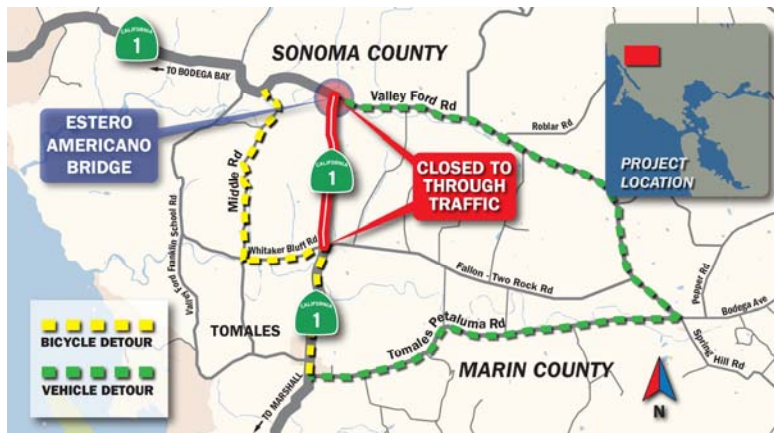 CALIFORNIA
1
TO BODEGA BAY
SONOMA COUNTY
Valley Ford Rd
Roblar Rd
PROJECT
LOCATION
ESTERO
AMERICANO
BRIDGE
Middle Rd
CALIFORNIA
1
CLOSED TO
THROUGH
TRAFFIC
Valley Ford Franklin School Rd
Whitaker Bluff Rd
Fallon - Two Rock Rd
Pepper Rd
Bodega Ave
CALIFORNIA
1
TOMALES
Tomales Petaluma Rd
Spring Hill Rd
MARIN COUNTY
BICYCLE DETOUR
VEHICLE DETOUR
TO MARSHALL
N